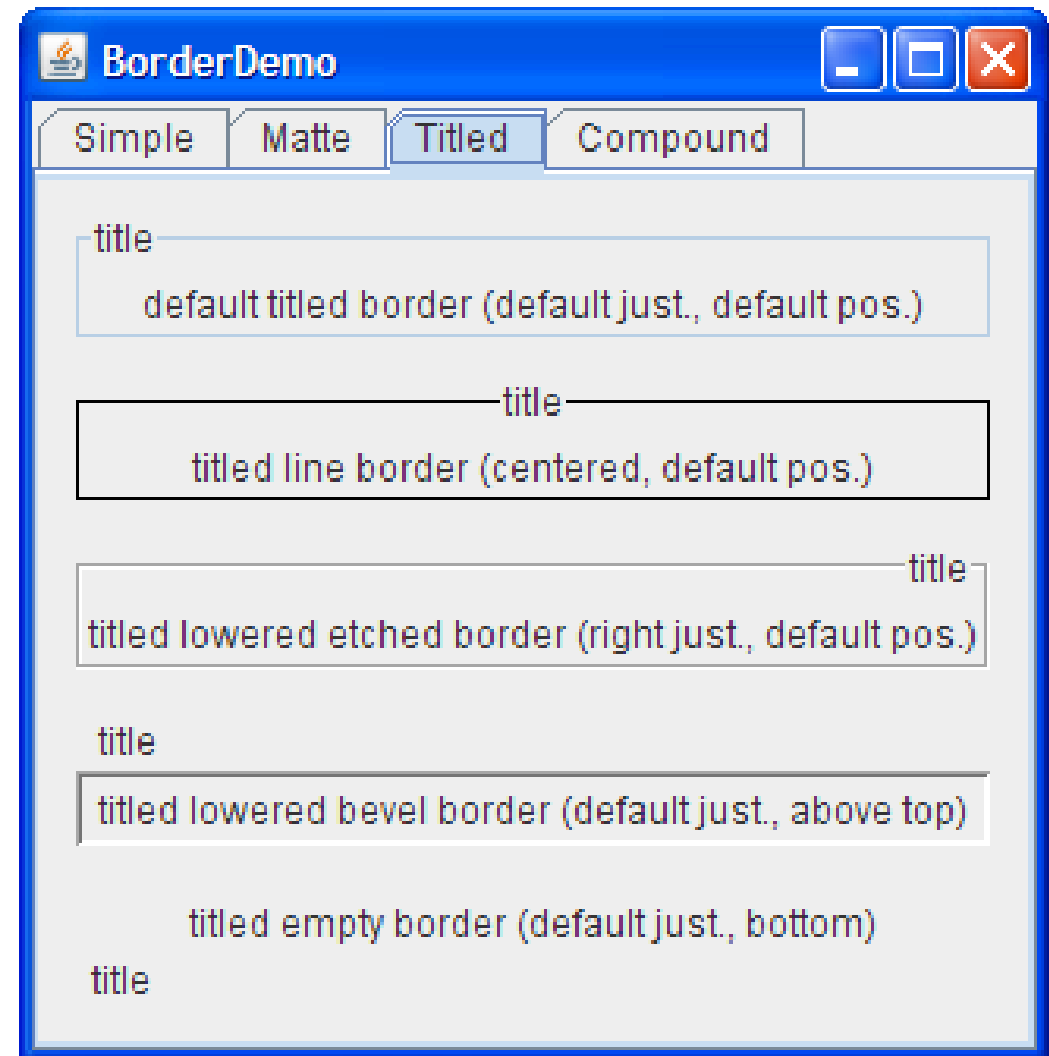 BorderDemo
Simple Matte Titled Compound
title
default titled border (default just., default pos.)
title
titled line border (centered, default pos.)
title
titled lowered etched border (right just., default pos.)
title
titled lowered bevel border (default just., above top)
titled empty border (default just., bottom)
title